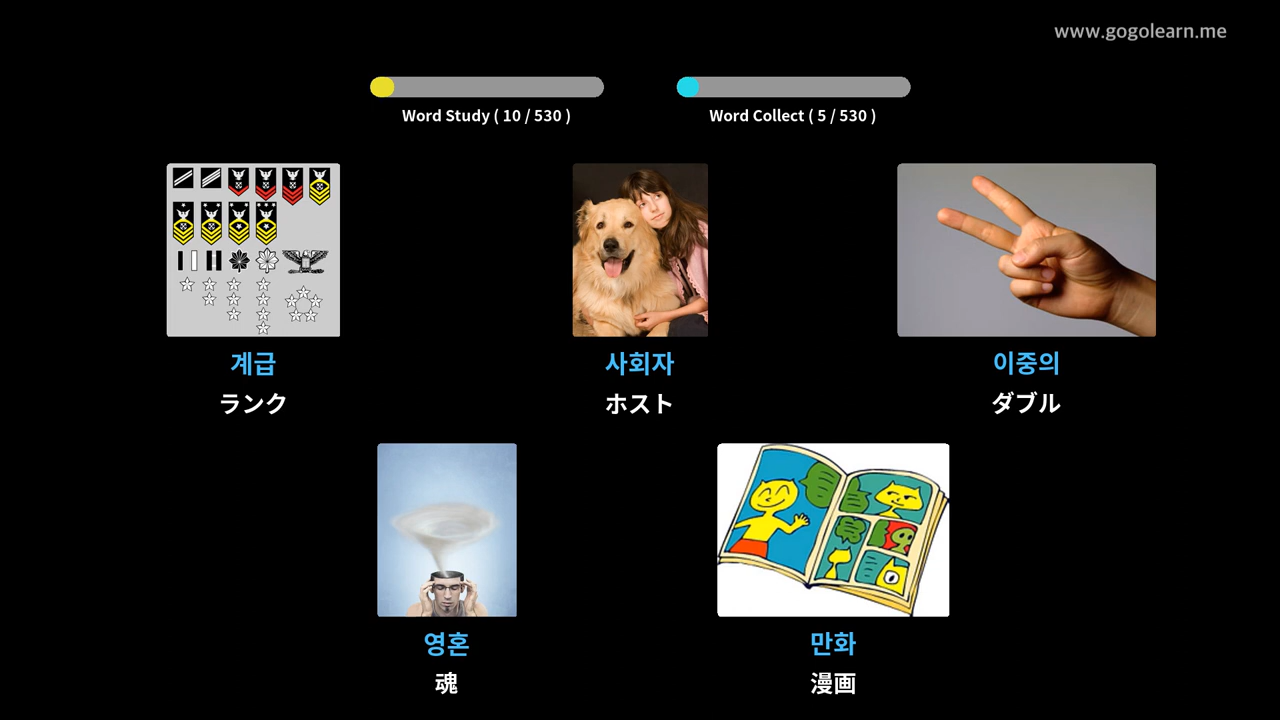 www.gogolearn.me
Word Study ( 10 / 530 )
Word Collect ( 5 / 530 )
계급
ランク
사회자
ホスト
이중의
ダブル
영혼
魂
만화
漫画